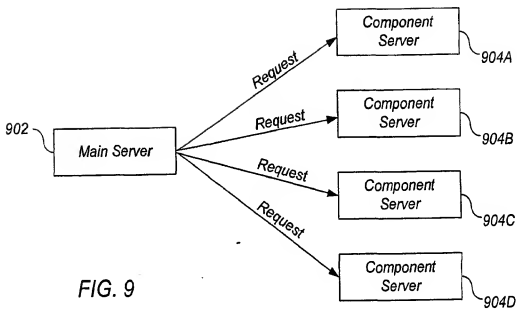 Component
Server
904A
Request
Component
Server
904B
Request
902
Main Server
Request
Component
Server
904C
Request
Component
Server
904D
FIG. 9